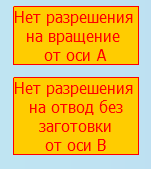 Нет разрешения
на вращение
от оси А
Нет разрешения
на отвод без
заготовки
от оси В